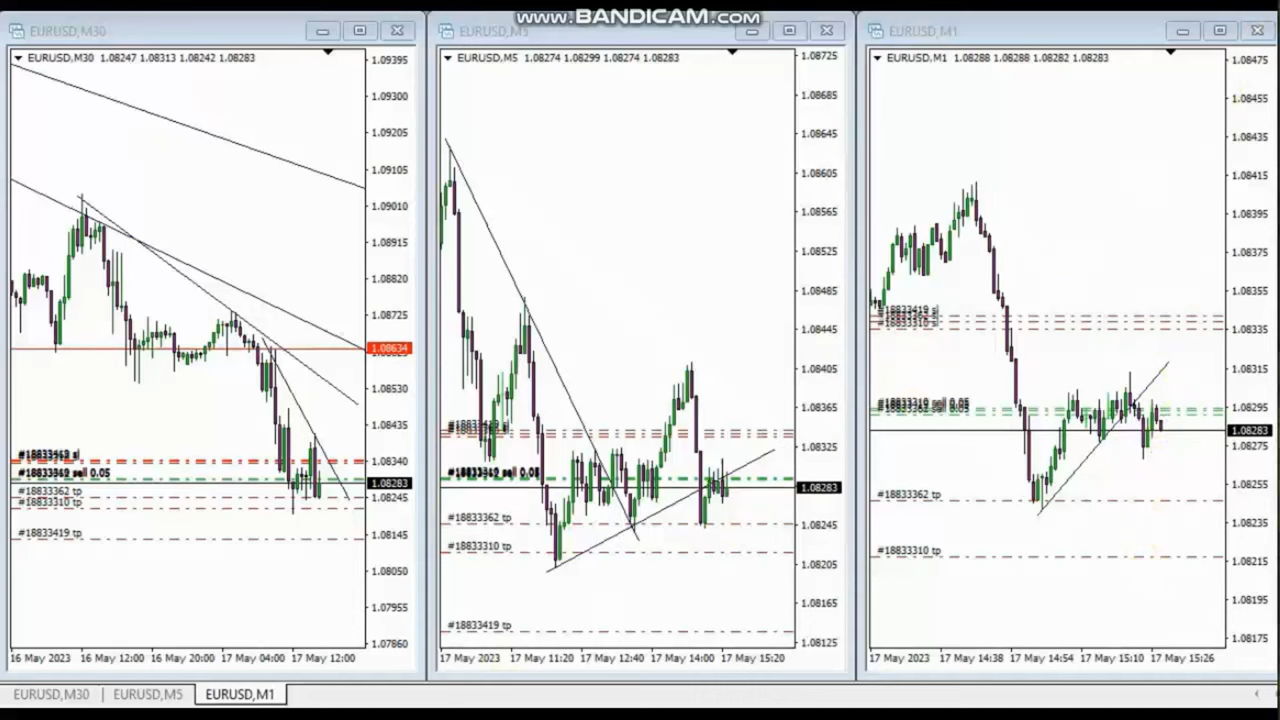 www.BANDICAM.com
EURUSD,M30
EURUSD,M5
EURUSD,M1
EURUSD,M30 1.08247 1.08313 1.08242 1.08283
1.09395
1.09300
1.09205
1.09105
1.09010
1.08915
1.08820
1.08725
1.08634
1.08530
1.08435
1.08340
1.08283
1.08245
1.08145
1.08050
1.07955
1.07860
#18833419 sl
#18833319 sell 0.05
#18833362 tp
#18833310 tp
#18833419 tp
16 May 2023 16 May 12:00 16 May 20:00 17 May 04:00 17 May 12:00
EURUSD,M5 1.08274 1.08299 1.08274 1.08283
1.08725
1.08685
1.08645
1.08605
1.08565
1.08525
1.08485
1.08445
1.08405
1.08365
1.08325
1.08283
1.08245
1.08205
1.08165
1.08125
#18833362 tp
#18833310 tp
#18833419 tp
17 May 2023 17 May 11:20 17 May 12:40 17 May 14:00 17 May 15:20
EURUSD,M1 1.08288 1.08288 1.08282 1.08283
1.08475
1.08455
1.08435
1.08415
1.08395
1.08375
1.08355
1.08335
1.08315
1.08295
1.08283
1.08255
1.08235
1.08215
1.08195
1.08175
#18833419 sl
#18833310 sl
#18833362 tp
#18833310 tp
17 May 2023 17 May 14:38 17 May 14:54 17 May 15:10 17 May 15:26
EURUSD,M30 | EURUSD,M5 EURUSD,M1